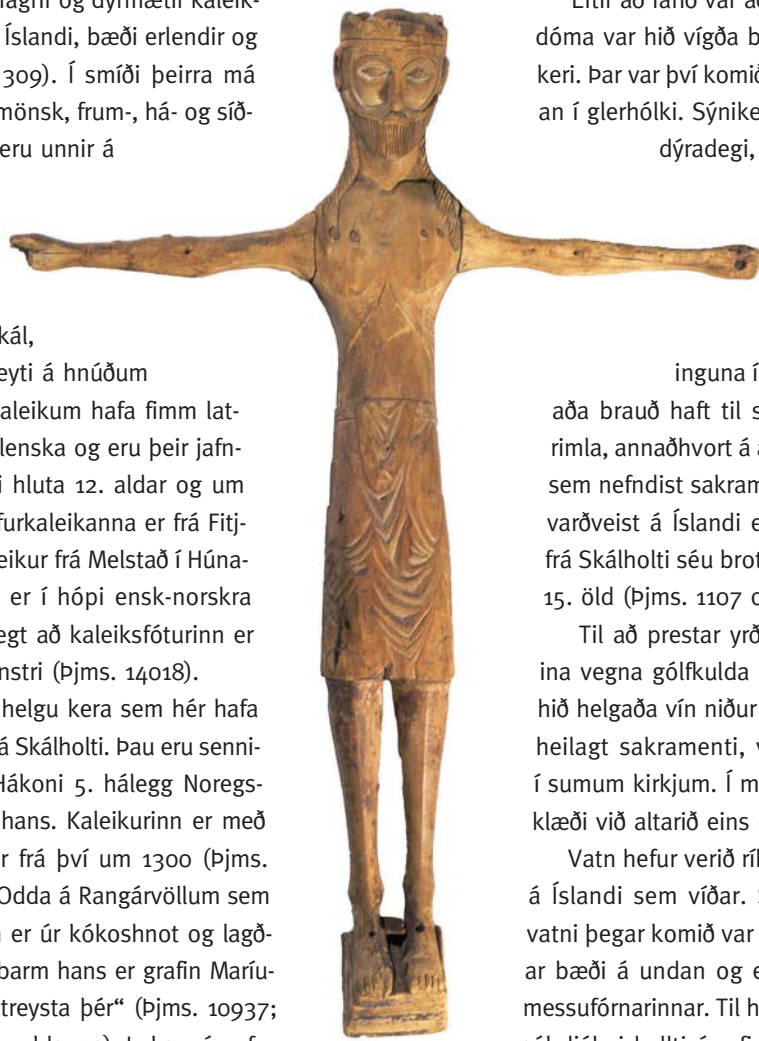 og dýrmætir kaleik-
Íslandi, bæði erlendir og
309). Í smíði þeirra má
mönsk, frum-, há- og síð-
eru unnir á
kál,
eyti á hnúðum
aleikum hafa fimm lat-
lenska og eru þeir jafn-
i hluta 12. aldar og um
furkaleikanna er frá Fitj-
eikur frá Melstað í Húna-
er í hópi ensk-norskra
egt að kaleiksfóturinn er
nstri (Þjms. 14018).
helgu kera sem hér hafa
á Skálholti. Þau eru senni-
Hákoni 5. hálegg Noregs-
hans. Kaleikurinn er með
r frá því um 1300 (Þjms.
Odda á Rangárvöllum sem
n er úr kókoshnot og lagð-
barm hans er grafin Maríu-
treysta þér“ (Þjms. 10937;
Eftir að farið var
dóma var hið vígða b
keri. Þar var því komið
an í glerhólki. Sýnike
dýradegi,
inguna í
aða brauð haft til s
rimla, annaðhvort á a
sem nefndist sakram
varðveist á Íslandi e
frá Skálholti séu brot
15. öld (Þjms. 1107 o
Til að prestar yrð
ina vegna gólfkulda
hið helgaða vín niður
heilagt sakramenti, v
í sumum kirkjum. Í m
klæði við altarið eins
Vatn hefur verið rík
á Íslandi sem víðar. S
vatni þegar komið var
ar bæði á undan og e
messufórnarinnar. Til h